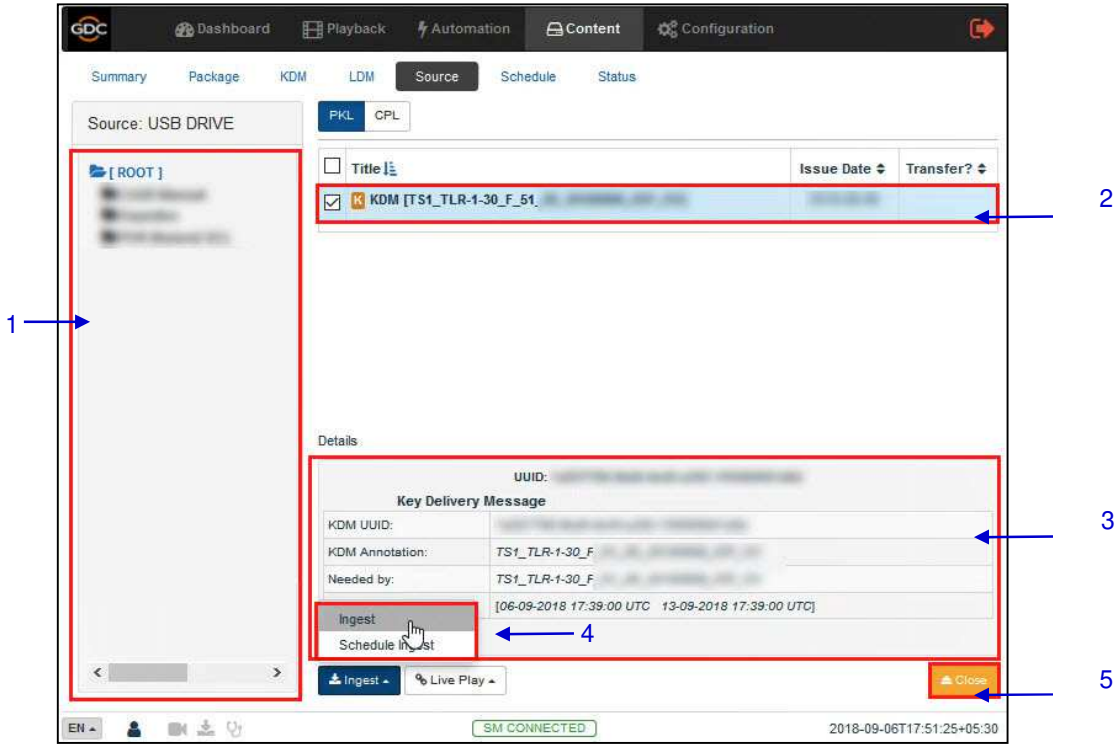 GDC Dashboard Playback Automation Content Configuration
Summary Package KDM LDM Source Schedule Status
Source: USB DRIVE
PKL CPL
[ ROOT ]
Title Issue Date Transfer?
K KDM [TS1_TLR-1-30_F_51_
2
1
Details
UUID:
Key Delivery Message
KDM UUID:
3
KDM Annotation: TS1_TLR-1-30_F
Needed by: TS1_TLR-1-30_F
[06-09-2018 17:39:00 UTC 13-09-2018 17:39:00 UTC]
Ingest
4
Schedule Ingest
Ingest Live Play Close
5
EN SM CONNECTED 2018-09-06T17:51:25+05:30